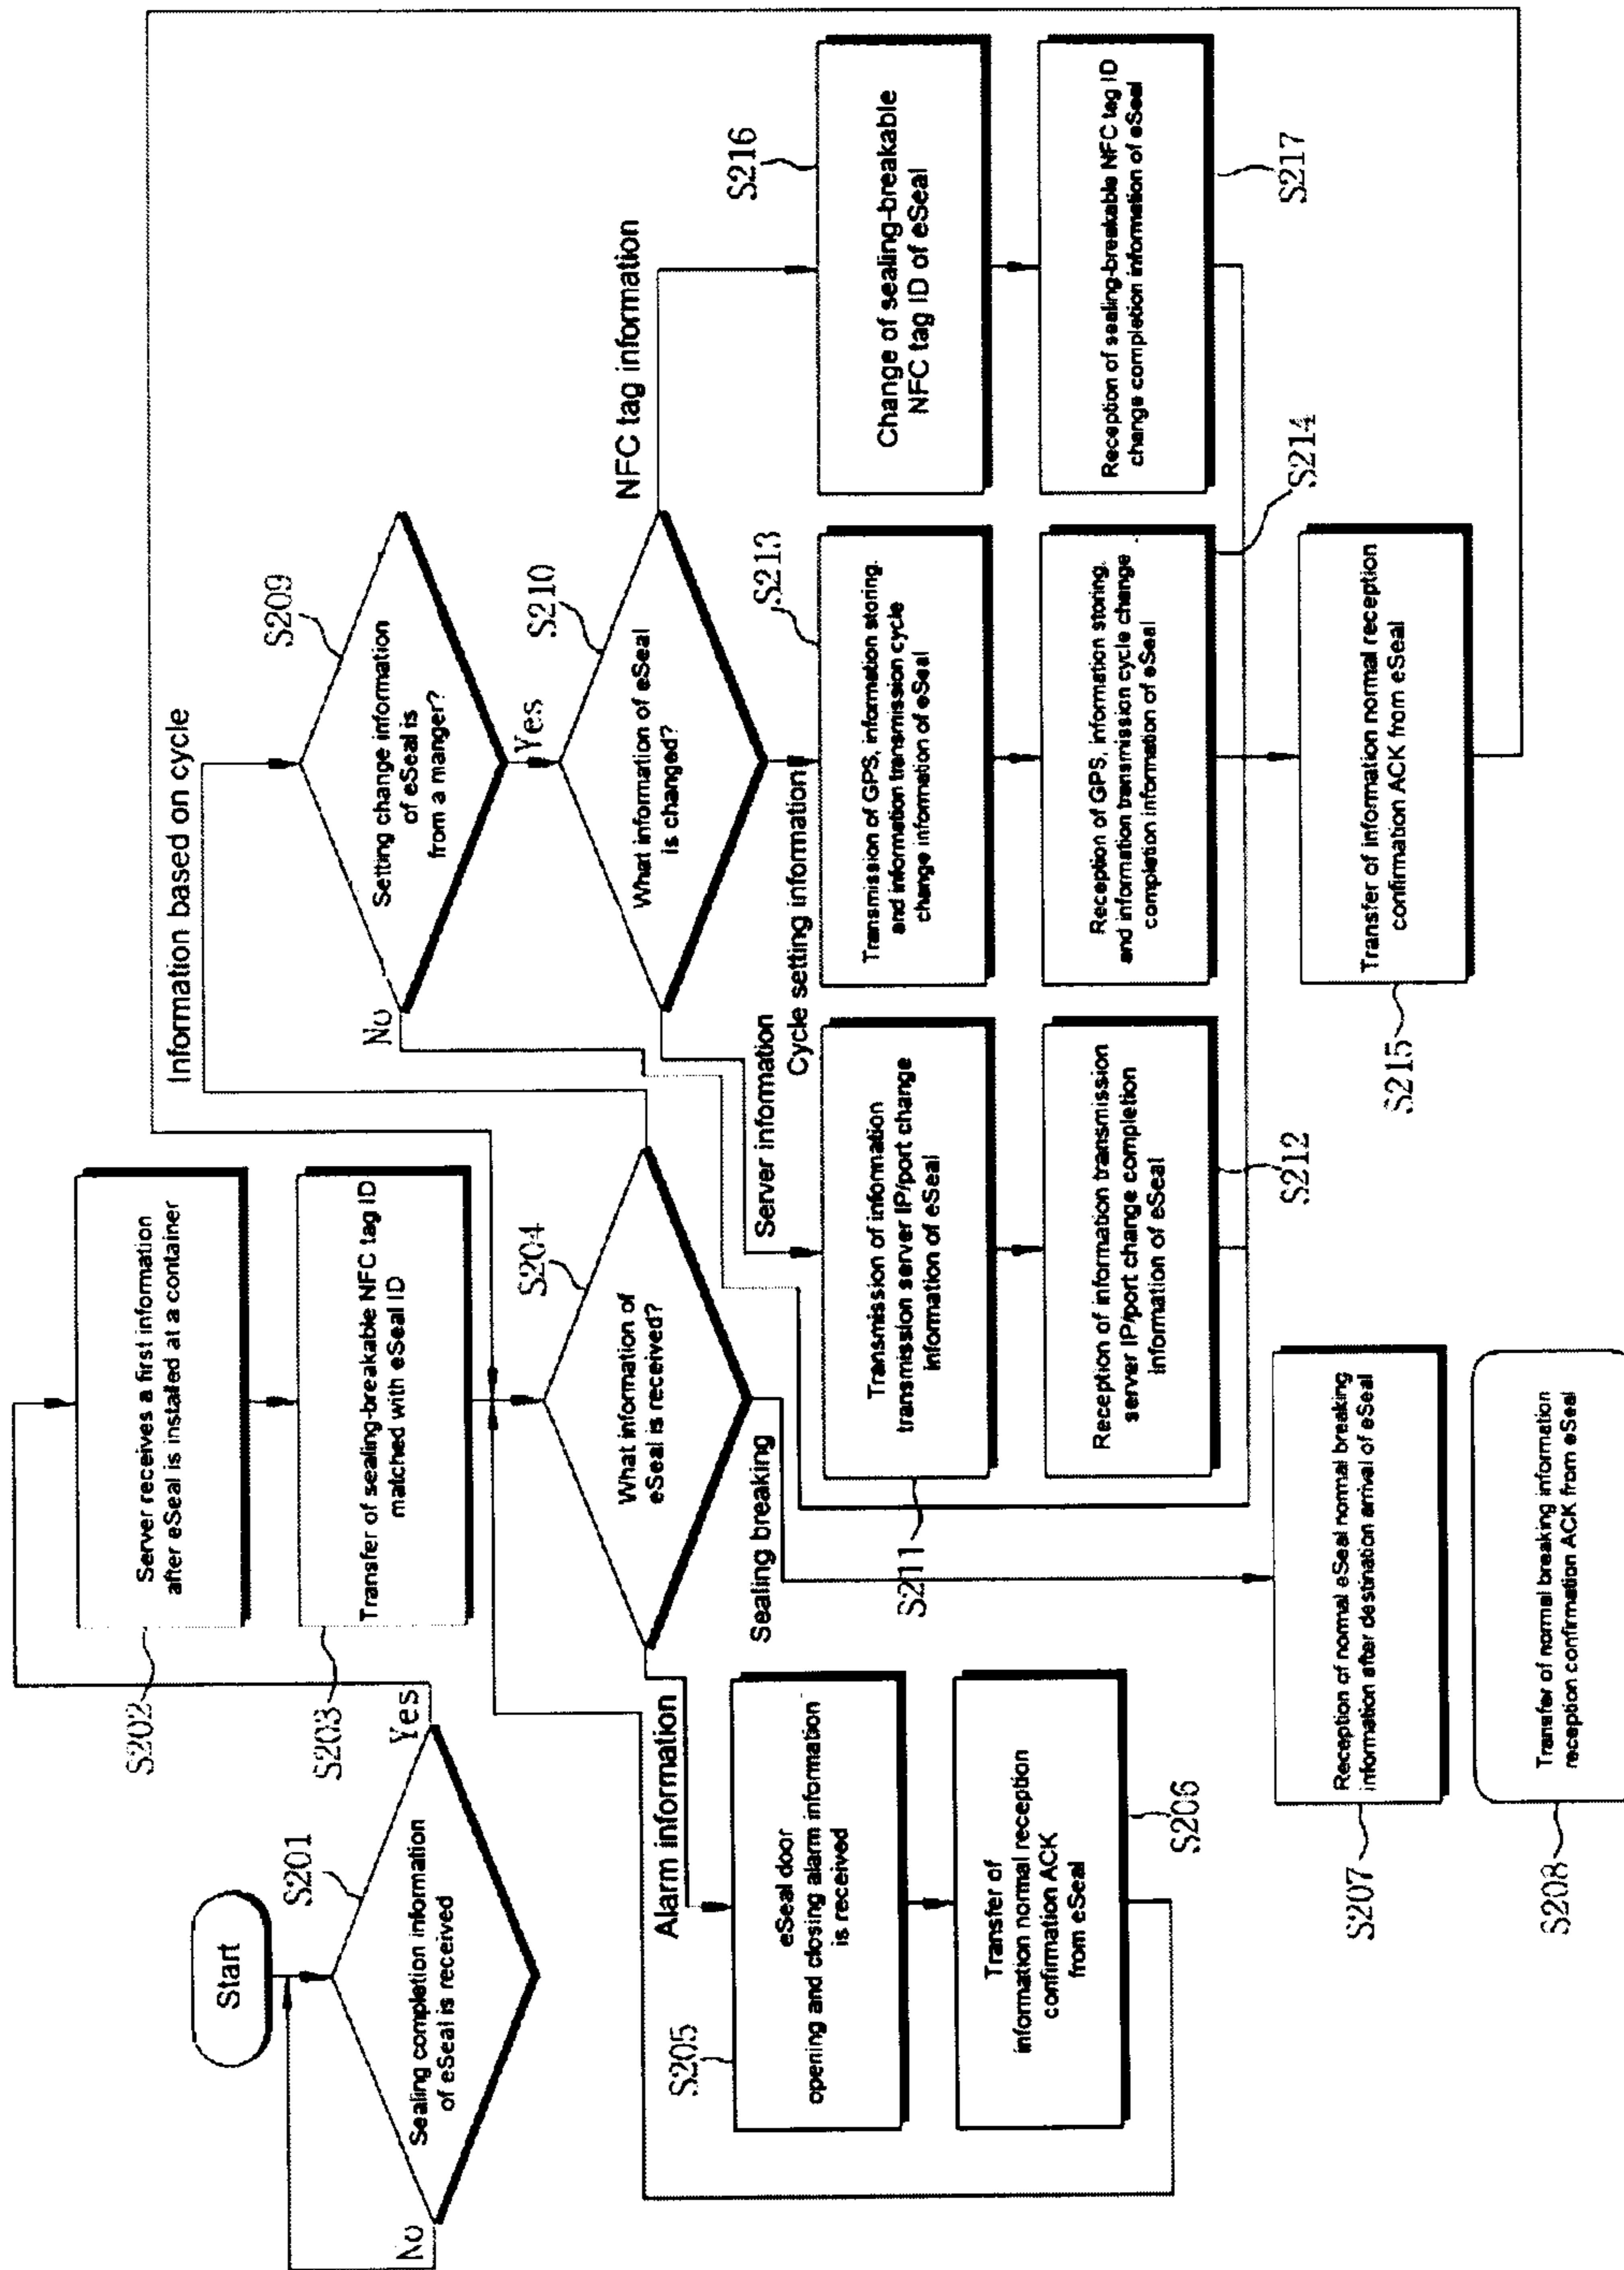 Start
S201
Sealing completion information
of eSeal is received
No
Yes
S202
Server receives a first information
after eSeal is installed at a container
S203
Transfer of sealing-breakable NFC tag ID
matched with eSeal ID
S204
What information of
eSeal is received?
Alarm information
S205
eSeal door
opening and closing alarm information
is received
Transfer of
information normal reception
confirmation ACK
from eSeal
S206
Sealing breaking
Reception of normal eSeal normal breaking
information after destination arrival of eSeal
S207
Transfer of normal breaking information
reception confirmation ACK from eSeal
S208
Information based on cycle
S209
Setting change information
of eSeal is
from a manger?
No
Yes
S210
What information of eSeal
is changed?
Server information
Transmission of information
transmission server IP/port change
information of eSeal
S211
Reception of information transmission
server IP/port change completion
information of eSeal
S212
Cycle setting information
S213
Transmission of GPS, information storing,
and information transmission cycle
change information of eSeal
Reception of GPS, information storing,
and information transmission cycle change
completion information of eSeal
S214
Transfer of information normal reception
confirmation ACK from eSeal
S215
NFC tag information
S216
Change of sealing-breakable
NFC tag ID of eSeal
Reception of sealing-breakable NFC tag ID
change completion information of eSeal
S217